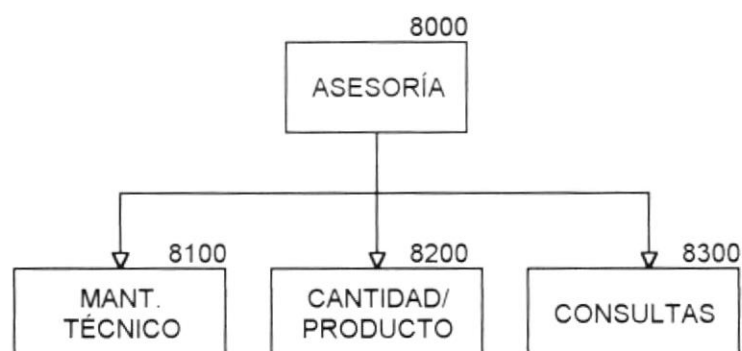 8000
ASESORÍA
8100
8200
8300
MANT.
TÉCNICO
CANTIDAD/
PRODUCTO
CONSULTAS